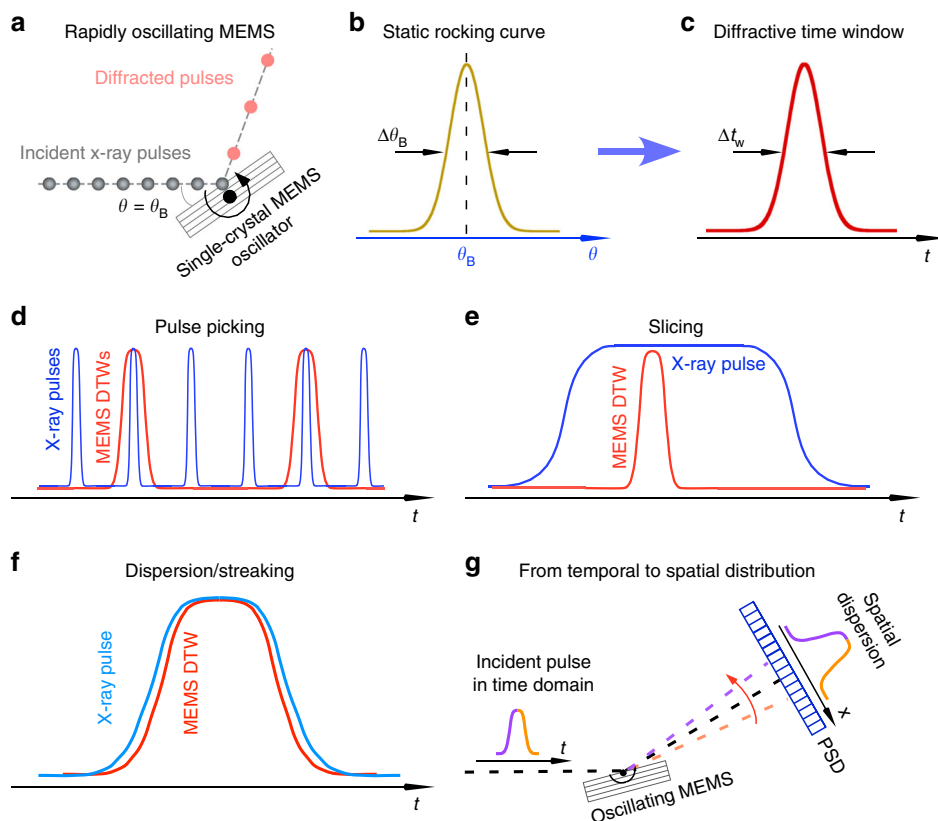 a
Rapidly oscillating MEMS
Diffracted pulses
Incident x-ray pulses
θ = θB
Single-crystal MEMS
oscillator
b
Static rocking curve
ΔθB
θB
θ
c
Diffractive time window
Δtw
t
d
Pulse picking
X-ray pulses
MEMS DTWs
t
e
Slicing
X-ray pulse
MEMS DTW
t
f
Dispersion/streaking
X-ray pulse
MEMS DTW
t
g
From temporal to spatial distribution
Incident pulse
in time domain
t
Oscillating MEMS
Spatial
dispersion
x
PSD